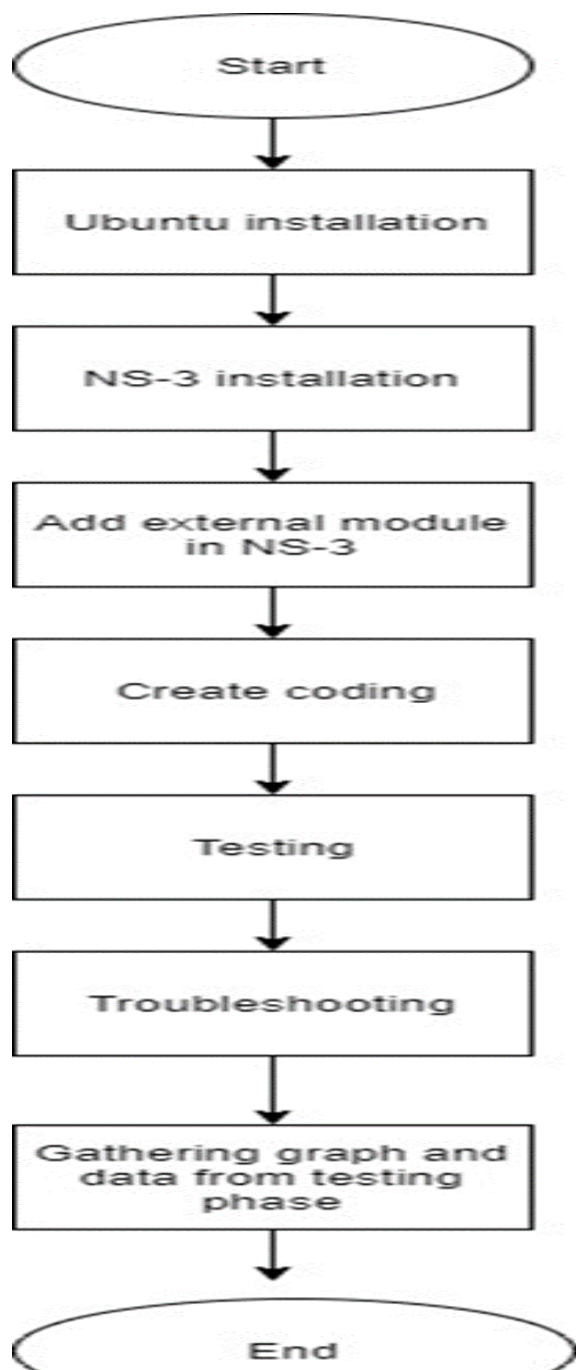 Start
Ubuntu installation
NS-3 installation
Add external module
in NS-3
Create coding
Testing
Troubleshooting
Gathering graph and
data from testing
phase
End